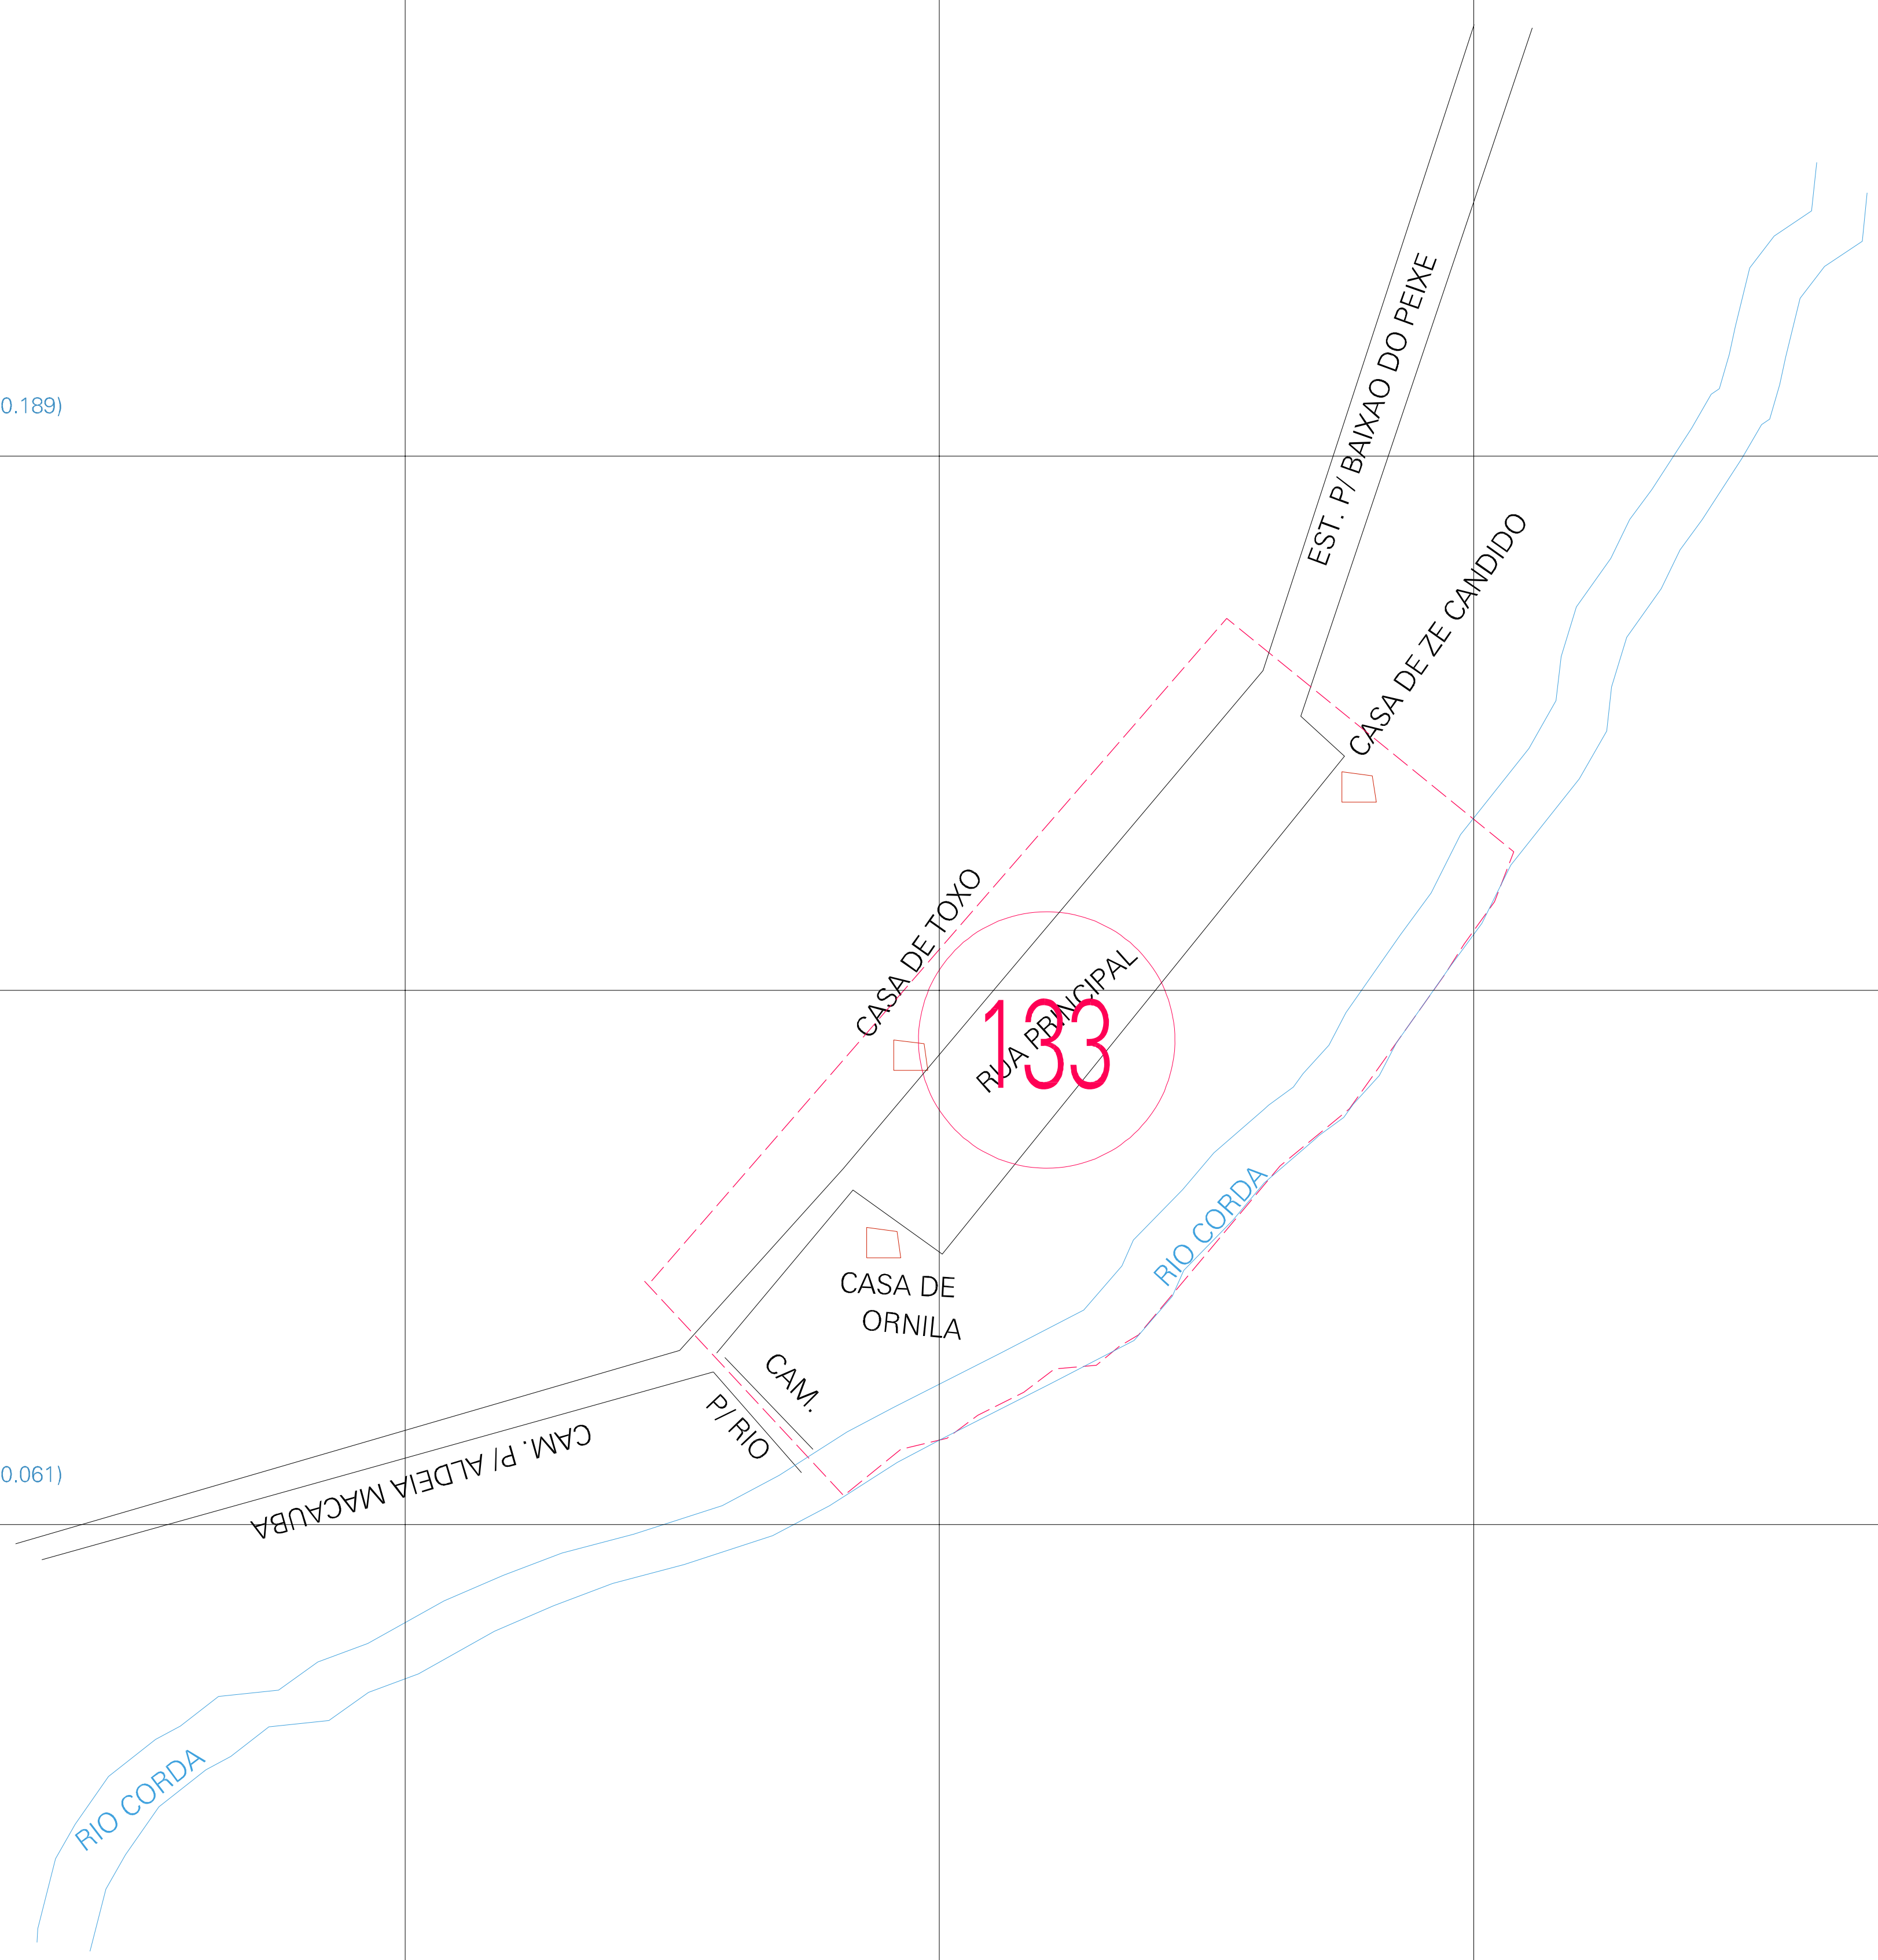 0.189)
EST. P/ BAIXAO DO PEIXE
CASA DE ZE CANDIDO
CASA DE TOXO
RUA PRINCIPAL
133
RIO CORDA
CASA DE
ORNILA
CAM.
P/ RIO
CAM. P/ ALDEIA MACAUBA
0.061)
RIO CORDA